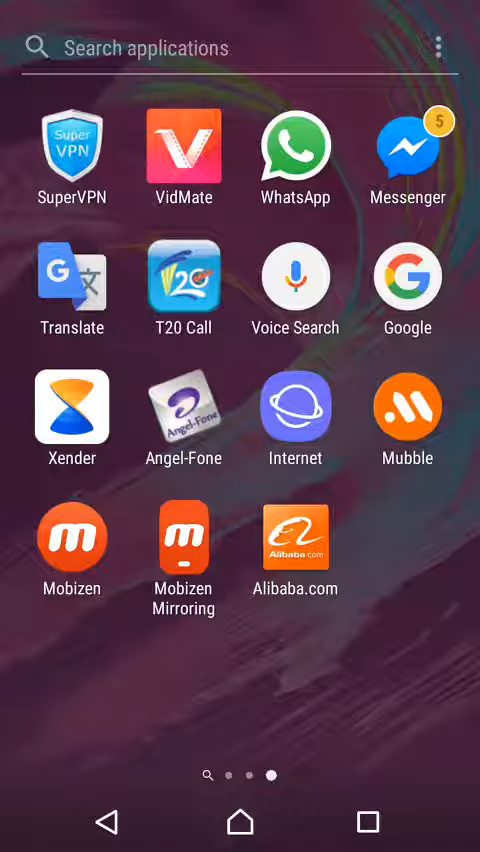 Search applications
5
Super
VPN
SuperVPN
VidMate
WhatsApp
Messenger
G
Translate
T20
T20 Call
Voice Search
G
Google
Xender
Angel-Fone
Angel-Fone
Internet
Mubble
m
Mobizen
m
Mobizen
Mirroring
Alibaba.com
Alibaba.com